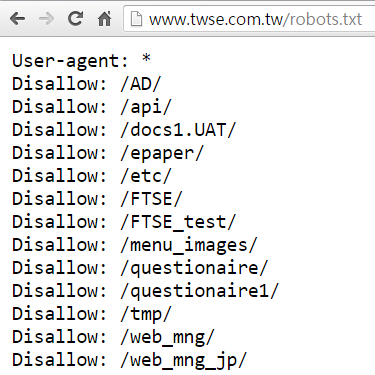 www.twse.com.tw/robots.txt
User-agent: *
Disallow: /AD/
Disallow: /api/
Disallow: /docs1.UAT/
Disallow: /epaper/
Disallow: /etc/
Disallow: /FTSE/
Disallow: /FTSE_test/
Disallow: /menu_images/
Disallow: /questionaire/
Disallow: /questionaire1/
Disallow: /tmp/
Disallow: /web_mng/
Disallow: /web_mng_jp/